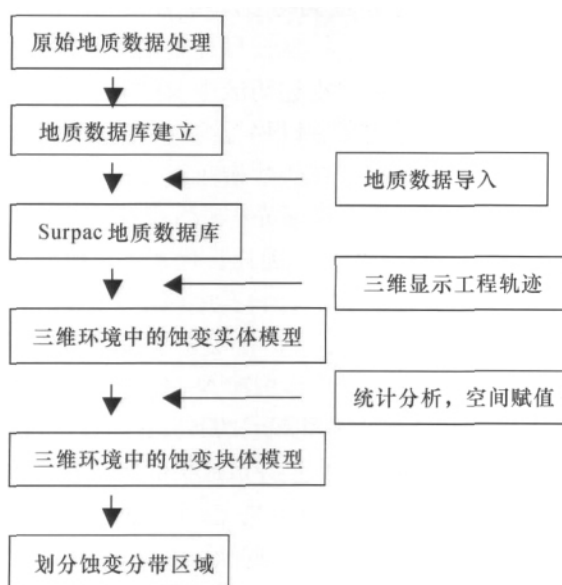 原始地质数据处理
地质数据库建立
地质数据导入
Surpac 地质数据库
三维显示工程轨迹
三维环境中的蚀变实体模型
统计分析，空间赋值
三维环境中的蚀变块体模型
划分蚀变分带区域